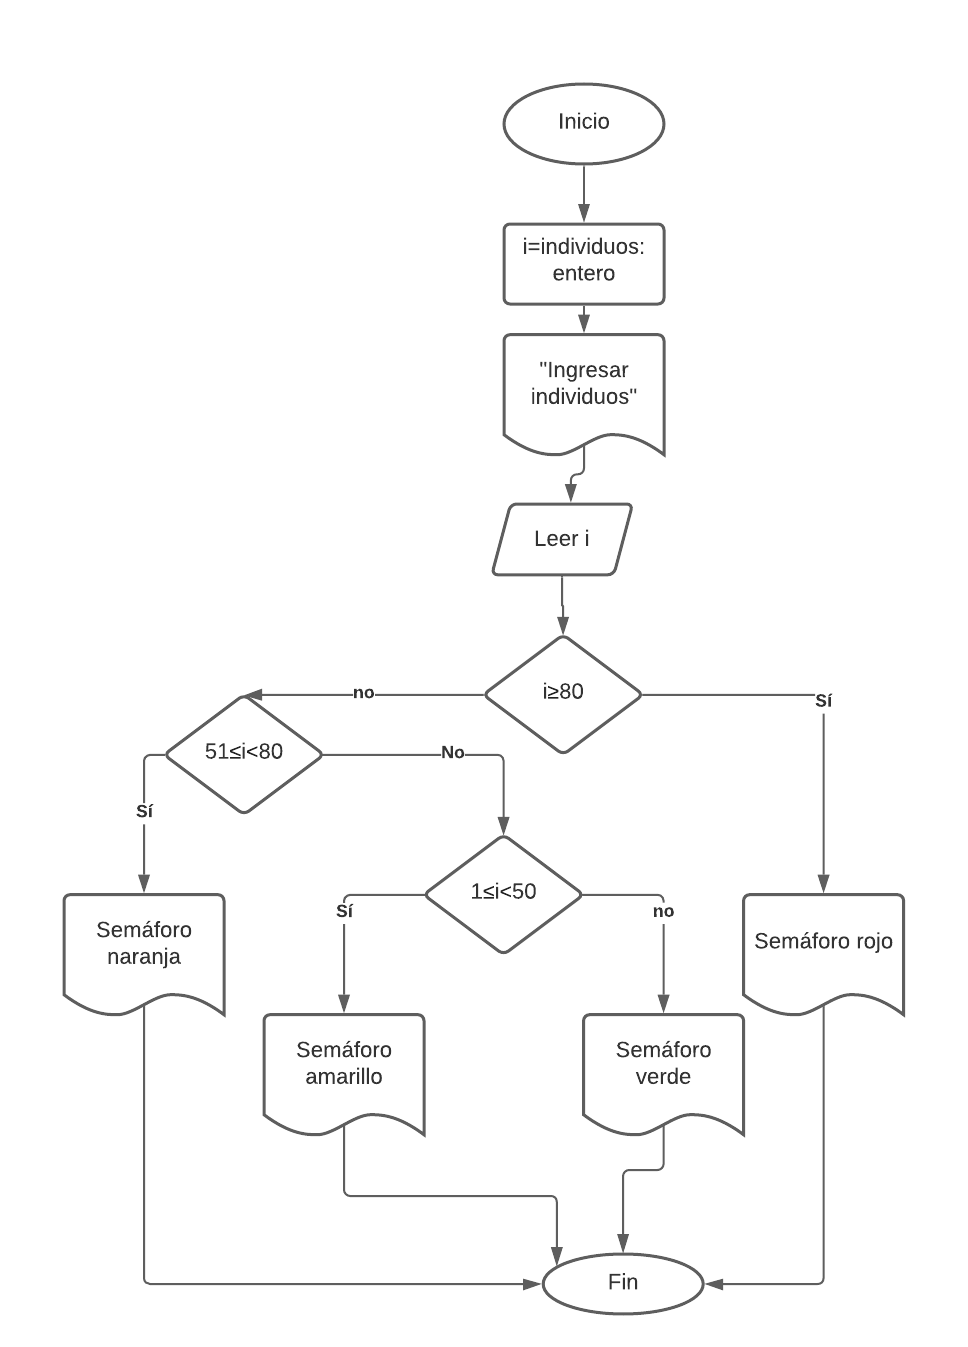 Inicio
i=individuos:
entero
"Ingresar
individuos"
Leer i
i≥80
no
Sí
51≤i<80
No
Sí
1≤i<50
Sí
no
Semáforo
naranja
Semáforo rojo
Semáforo
amarillo
Semáforo
verde
Fin